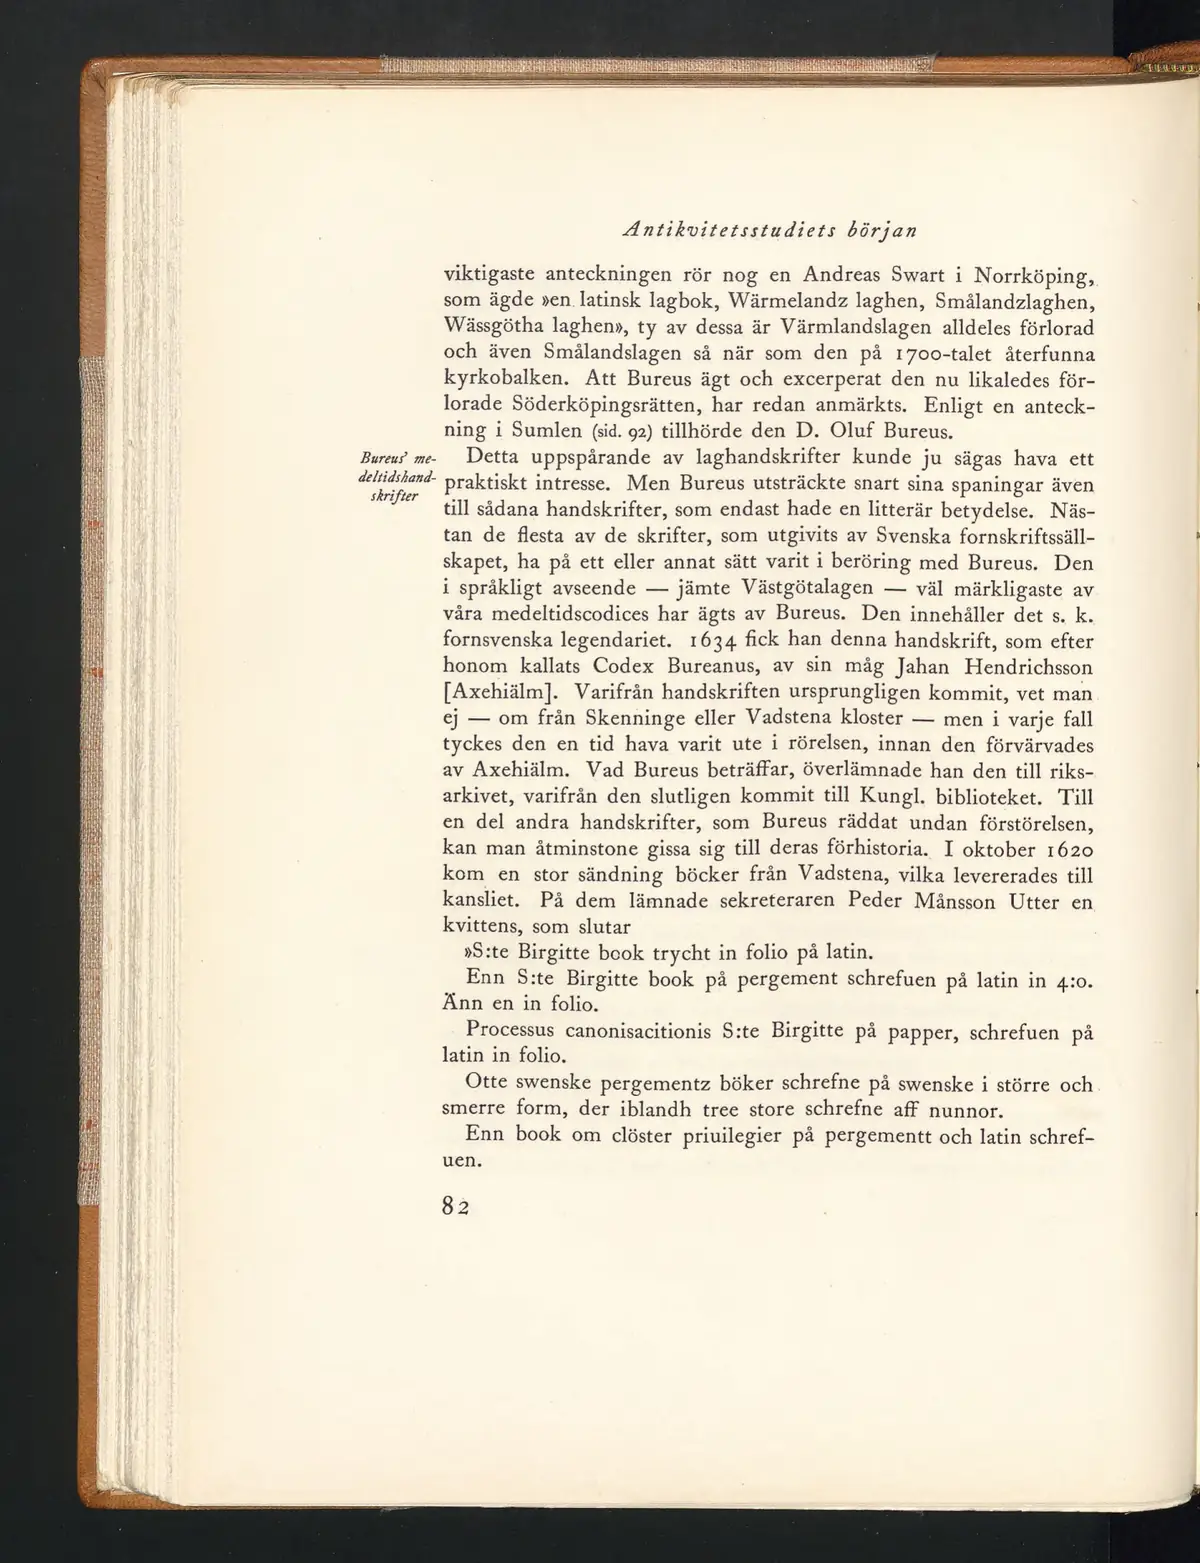 Antikvitetsstudiets början
viktigaste anteckningen rör nog en Andreas Swart i Norrköping,
som ägde »en latinsk lagbok, Wärmelandz laghen, Smålandzlaghen,
Wässgötha laghen», ty av dessa är Värmlandslagen alldeles förlorad
och även Smålandslagen så när som den på 1700-talet återfunna
kyrkobalken. Att Bureus ägt och excerperat den nu likaledes för-
lorade Söderköpingsrätten, har redan anmärkts. Enligt en anteck-
ning i Sumlen (sid. 92) tillhörde den D. Oluf Bureus.
Bureus' me-
deltidshand-
skrifter
Detta uppspårande av laghandskrifter kunde ju sägas hava ett
praktiskt intresse. Men Bureus utsträckte snart sina spaningar även
till sådana handskrifter, som endast hade en litterär betydelse. Näs-
tan de flesta av de skrifter, som utgivits av Svenska fornskriftssäll-
skapet, ha på ett eller annat sätt varit i beröring med Bureus. Den
i språkligt avseende — jämte Västgötalagen — väl märkligaste av
våra medeltidscodices har ägts av Bureus. Den innehåller det s. k.
fornsvenska legendariet. 1634 fick han denna handskrift, som efter
honom kallats Codex Bureanus, av sin måg Jahan Hendrichsson
[Axehiälm]. Varifrån handskriften ursprungligen kommit, vet man
ej — om från Skenninge eller Vadstena kloster — men i varje fall
tyckes den en tid hava varit ute i rörelsen, innan den förvärvades
av Axehiälm. Vad Bureus beträffar, överlämnade han den till riks-
arkivet, varifrån den slutligen kommit till Kungl. biblioteket. Till
en del andra handskrifter, som Bureus räddat undan förstörelsen,
kan man åtminstone gissa sig till deras förhistoria. I oktober 1620
kom en stor sändning böcker från Vadstena, vilka levererades till
kansliet. På dem lämnade sekreteraren Peder Månsson Utter en
kvittens, som slutar
»S:te Birgitte book trycht in folio på latin.
Enn S:te Birgitte book på pergement schrefuen på latin in 4:o.
Änn en in folio.
Processus canonisacitionis S:te Birgitte på papper, schrefuen på
latin in folio.
Otte swenske pergementz böker schrefne på swenske i större och
smerre form, der iblandh tree store schrefne aff nunnor.
Enn book om clöster priuilegier på pergementt och latin schref-
uen.
82